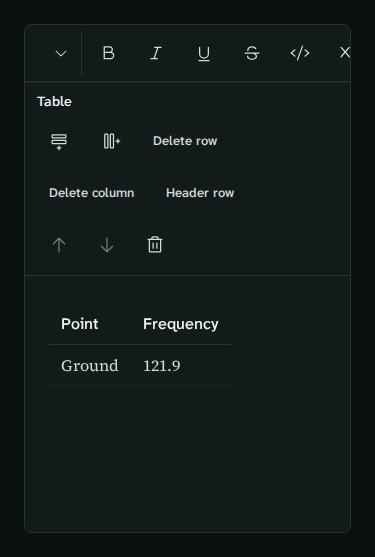 B I U S </> X
Table
Delete row
Delete column Header row
Point Frequency
Ground 121.9